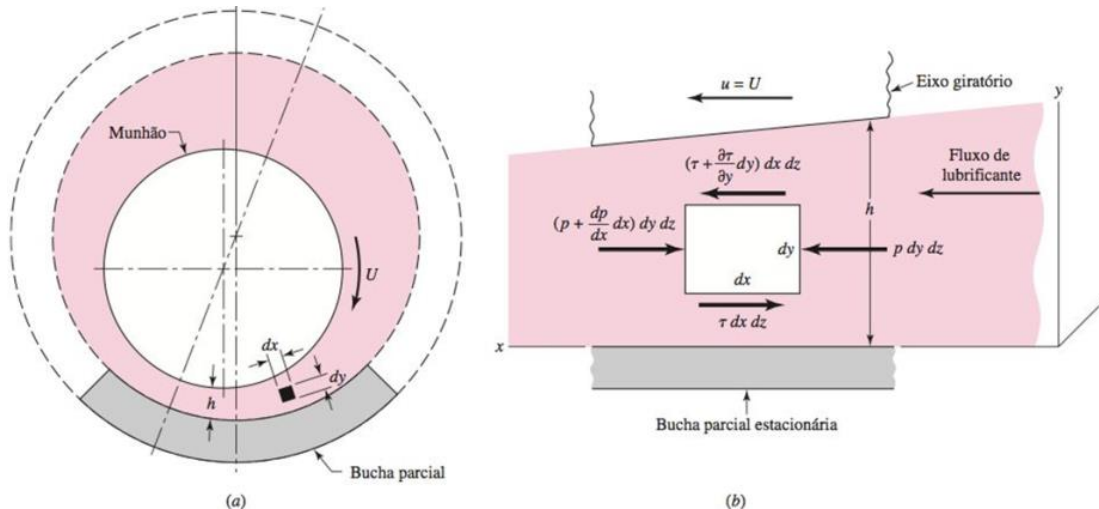 Munhão
U
dx
dy
h
Bucha parcial
(a)
u = U
Eixo giratório
y
(τ + ∂τ/∂y dy) dx dz
Fluxo de
lubrificante
(p + dp/dx dx) dy dz
h
dy
p dy dz
dx
τ dx dz
x
Bucha parcial estacionária
(b)